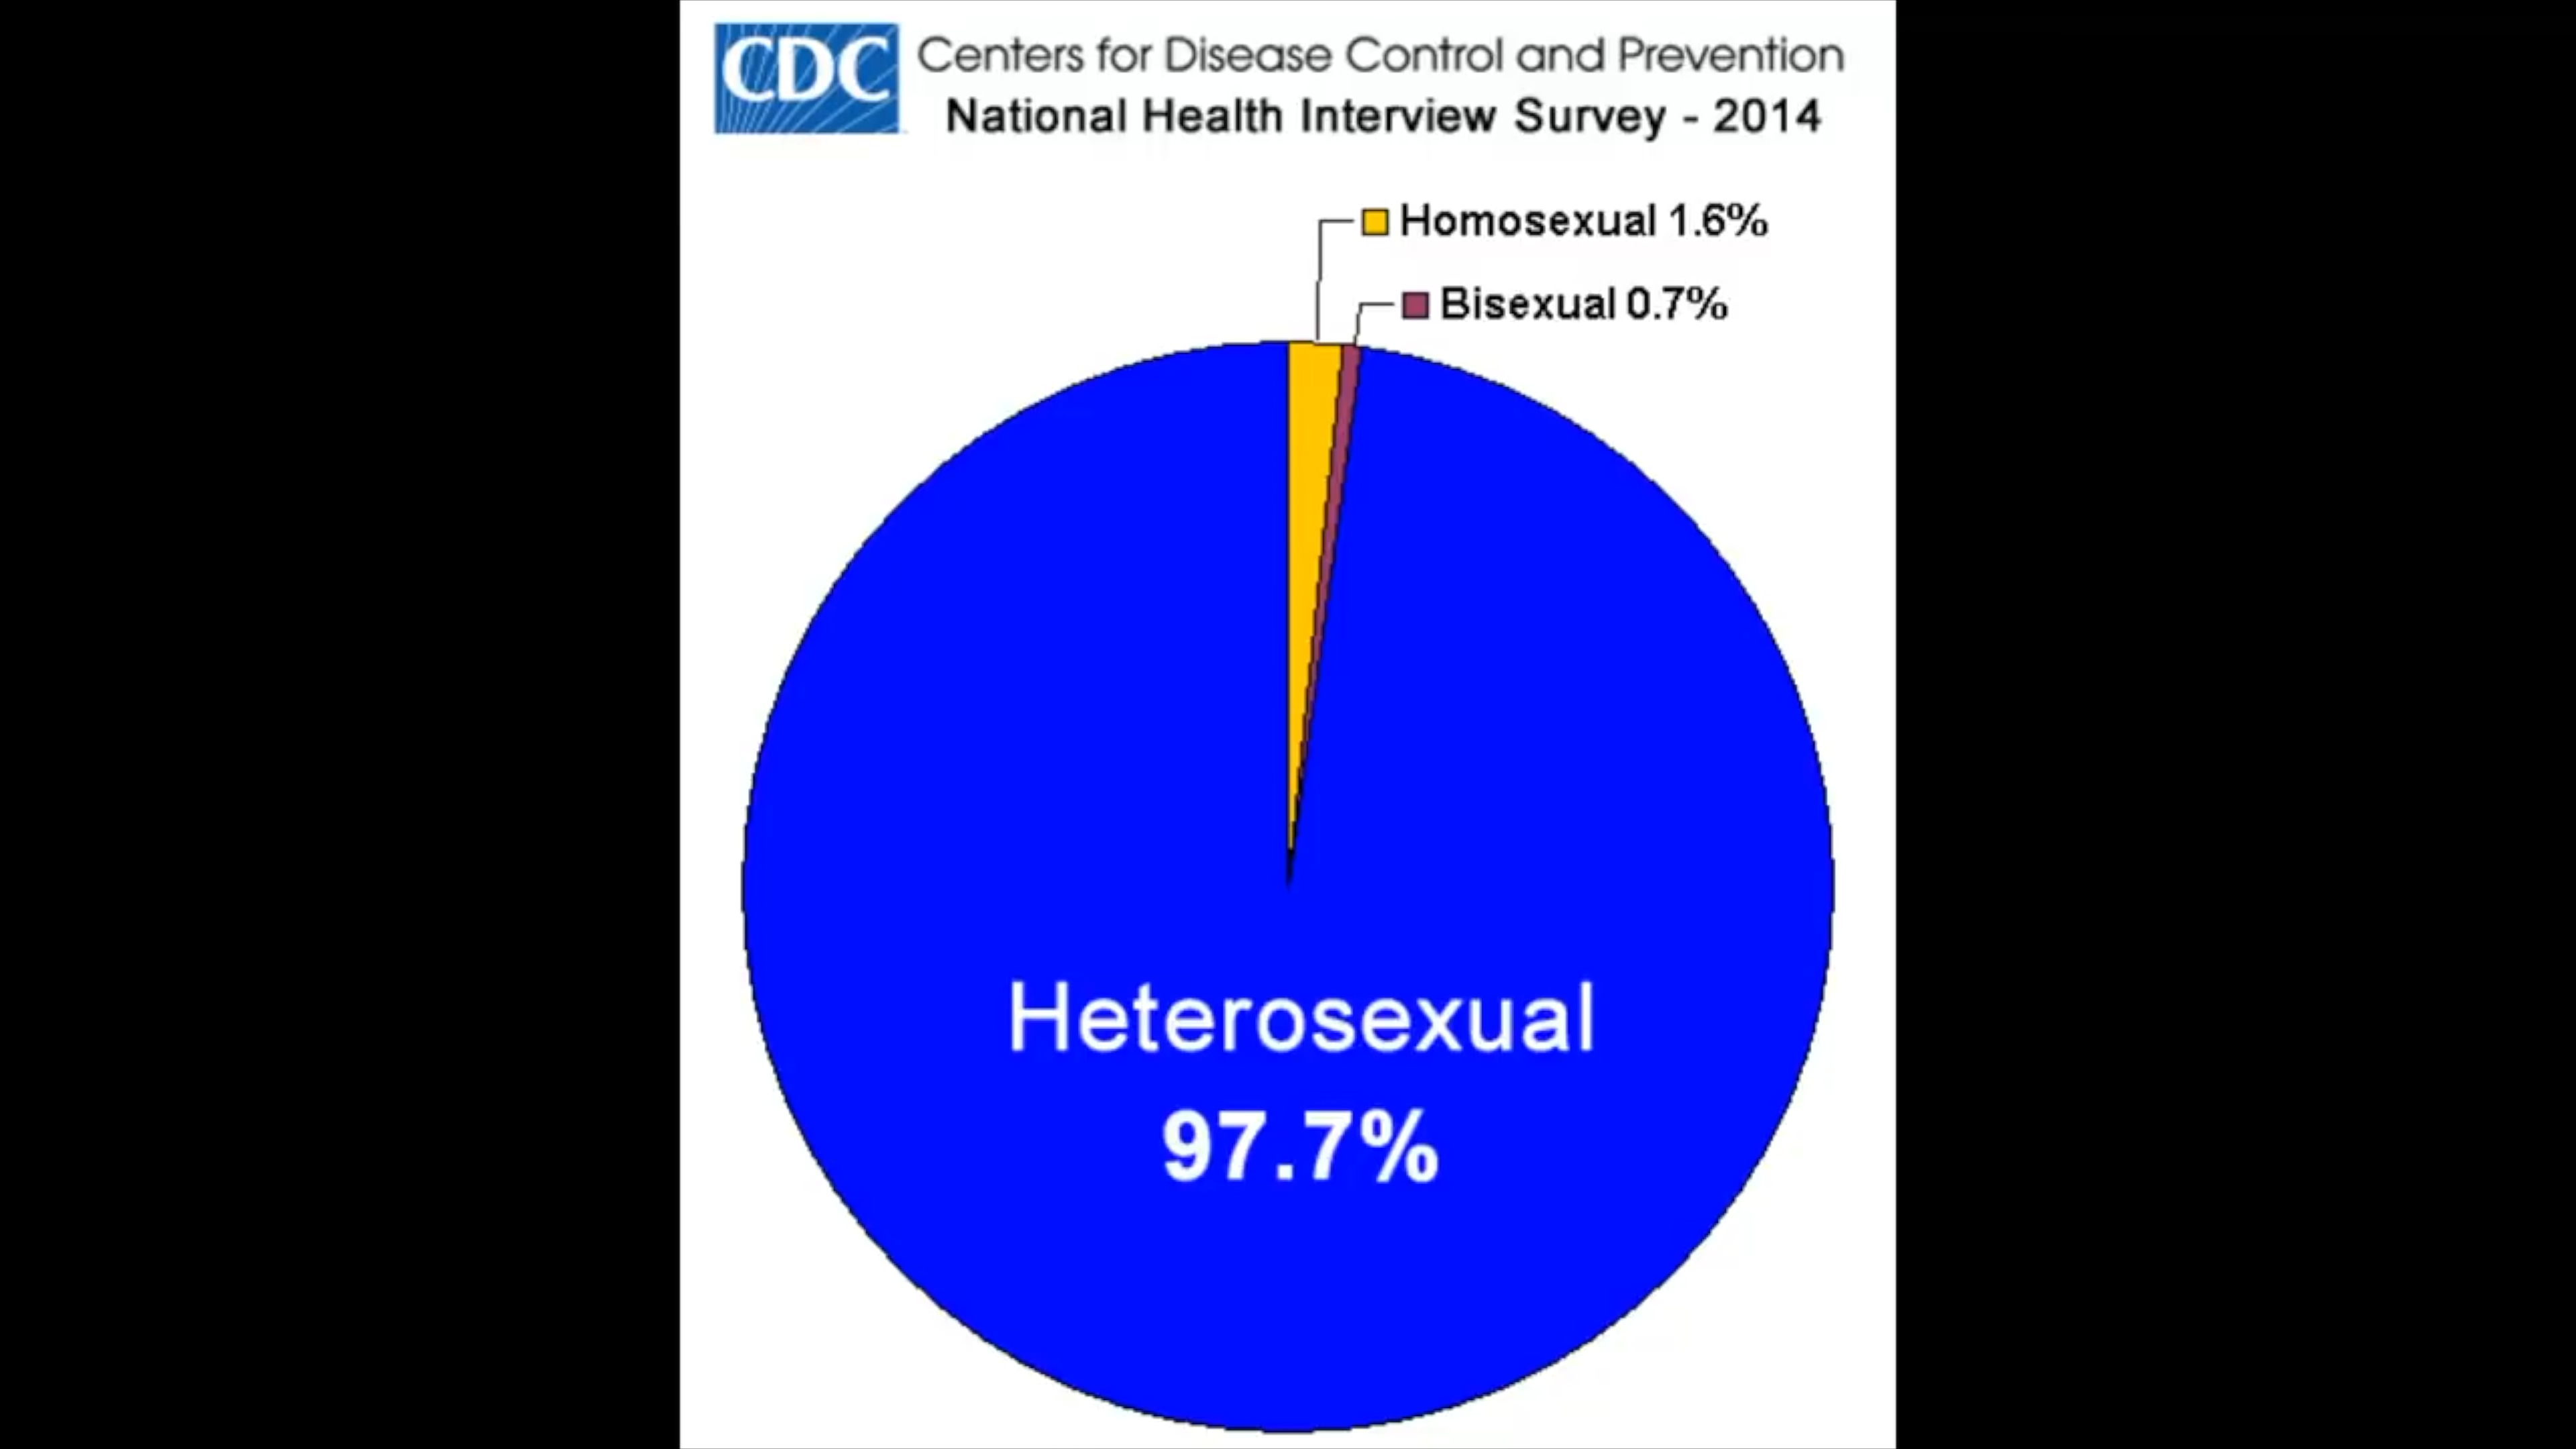 CDC Centers for Disease Control and Prevention
National Health Interview Survey - 2014
Homosexual 1.6%
Bisexual 0.7%
Heterosexual
97.7%